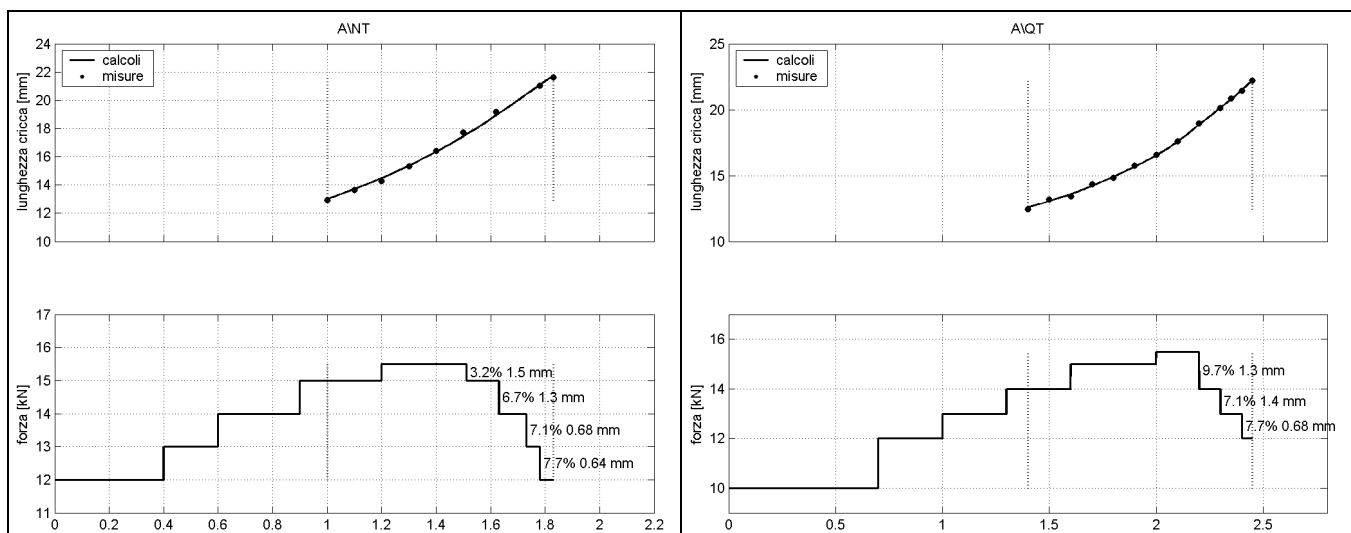 A\NT
lunghezza cricca [mm]
24
22
20
18
16
14
12
10
calcoli
misure
forza [kN]
17
16
15
14
13
12
11
3.2% 1.5 mm
6.7% 1.3 mm
7.1% 0.68 mm
7.7% 0.64 mm
0 0.2 0.4 0.6 0.8 1 1.2 1.4 1.6 1.8 2 2.2
A\QT
lunghezza cricca [mm]
25
20
15
10
calcoli
misure
forza [kN]
16
14
12
10
9.7% 1.3 mm
7.1% 1.4 mm
7.7% 0.68 mm
0 0.5 1 1.5 2 2.5